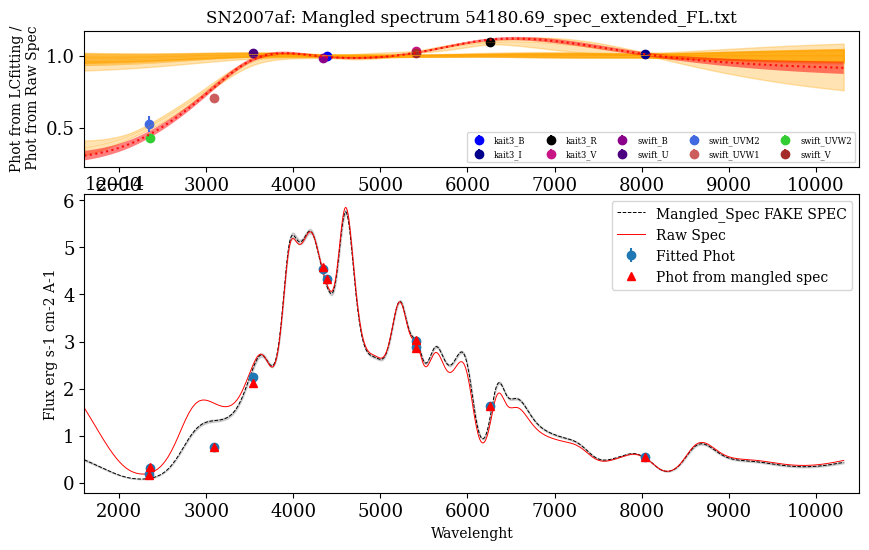 SN2007af: Mangled spectrum 54180.69_spec_extended_FL.txt
Phot from LCfitting /
Phot from Raw Spec
1.0
0.5
kait3_B kait3_R swift_B swift_UVM2 swift_UVW2
kait3_I kait3_V swift_U swift_UVW1 swift_V
2000 3000 4000 5000 6000 7000 8000 9000 10000
1e−14
Flux erg s-1 cm-2 A-1
6
5
4
3
2
1
0
Mangled_Spec FAKE SPEC
Raw Spec
Fitted Phot
Phot from mangled spec
2000 3000 4000 5000 6000 7000 8000 9000 10000
Wavelenght